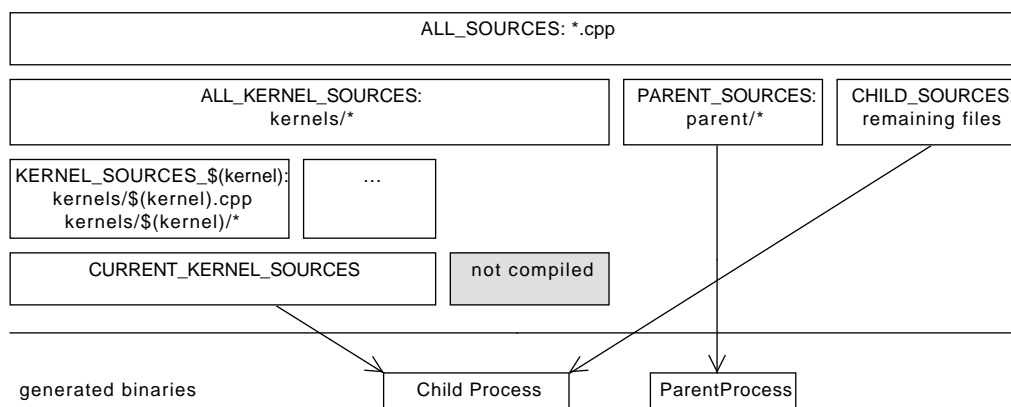 ALL_SOURCES: *.cpp
ALL_KERNEL_SOURCES:
kernels/*
PARENT_SOURCES:
parent/*
CHILD_SOURCES:
remaining files
KERNEL_SOURCES_$(kernel):
kernels/$(kernel).cpp
kernels/$(kernel)/*
...
CURRENT_KERNEL_SOURCES
not compiled
generated binaries
Child Process
ParentProcess